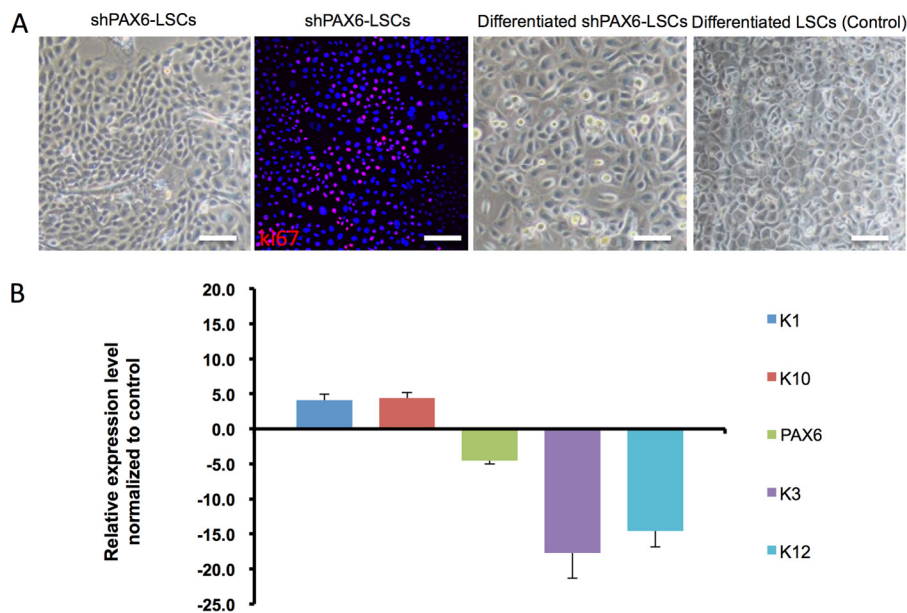 A
shPAX6-LSCs
shPAX6-LSCs
Differentiated shPAX6-LSCs
Differentiated LSCs (Control)
ki67
B
Relative expression level
normalized to control
20.0
15.0
10.0
5.0
0.0
-5.0
-10.0
-15.0
-20.0
-25.0
K1
K10
PAX6
K3
K12